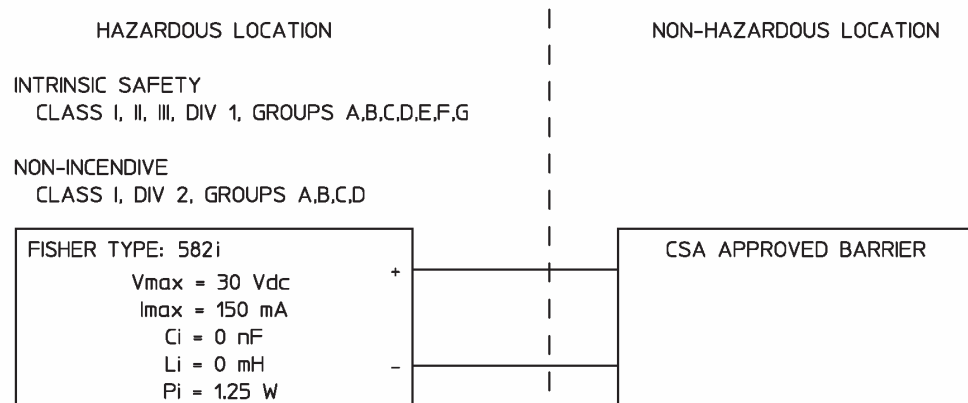 HAZARDOUS LOCATION
NON-HAZARDOUS LOCATION
INTRINSIC SAFETY
CLASS I, II, III, DIV 1, GROUPS A,B,C,D,E,F,G
NON-INCENDIVE
CLASS I, DIV 2, GROUPS A,B,C,D
FISHER TYPE: 582i
Vmax = 30 Vdc
Imax = 150 mA
Ci = 0 nF
Li = 0 mH
Pi = 1.25 W
+
-
CSA APPROVED BARRIER